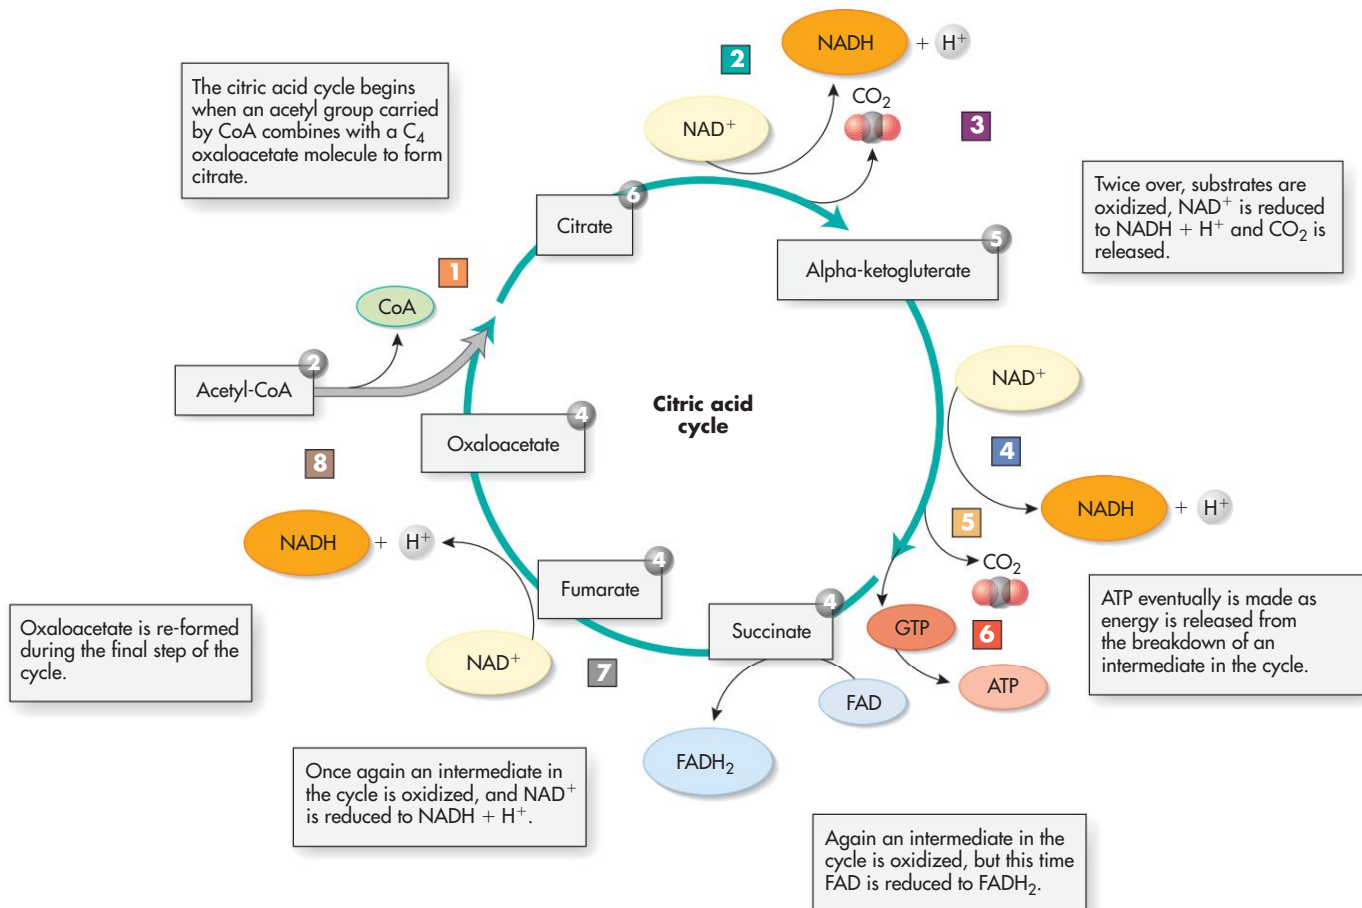 The citric acid cycle begins
when an acetyl group carried
by CoA combines with a C₄
oxaloacetate molecule to form
citrate.
2
NADH + H⁺
NAD⁺
CO₂
3
Twice over, substrates are
oxidized, NAD⁺ is reduced
to NADH + H⁺ and CO₂ is
released.
6
Citrate
5
Alpha-ketogluterate
1
CoA
2
Acetyl-CoA
4
Oxaloacetate
Citric acid
cycle
NAD⁺
4
NADH + H⁺
5
CO₂
8
NADH + H⁺
4
Fumarate
4
Succinate
GTP
6
ATP
ATP eventually is made as
energy is released from
the breakdown of an
intermediate in the cycle.
Oxaloacetate is re-formed
during the final step of the
cycle.
NAD⁺
7
FAD
FADH₂
Once again an intermediate in
the cycle is oxidized, and NAD⁺
is reduced to NADH + H⁺.
Again an intermediate in the
cycle is oxidized, but this time
FAD is reduced to FADH₂.